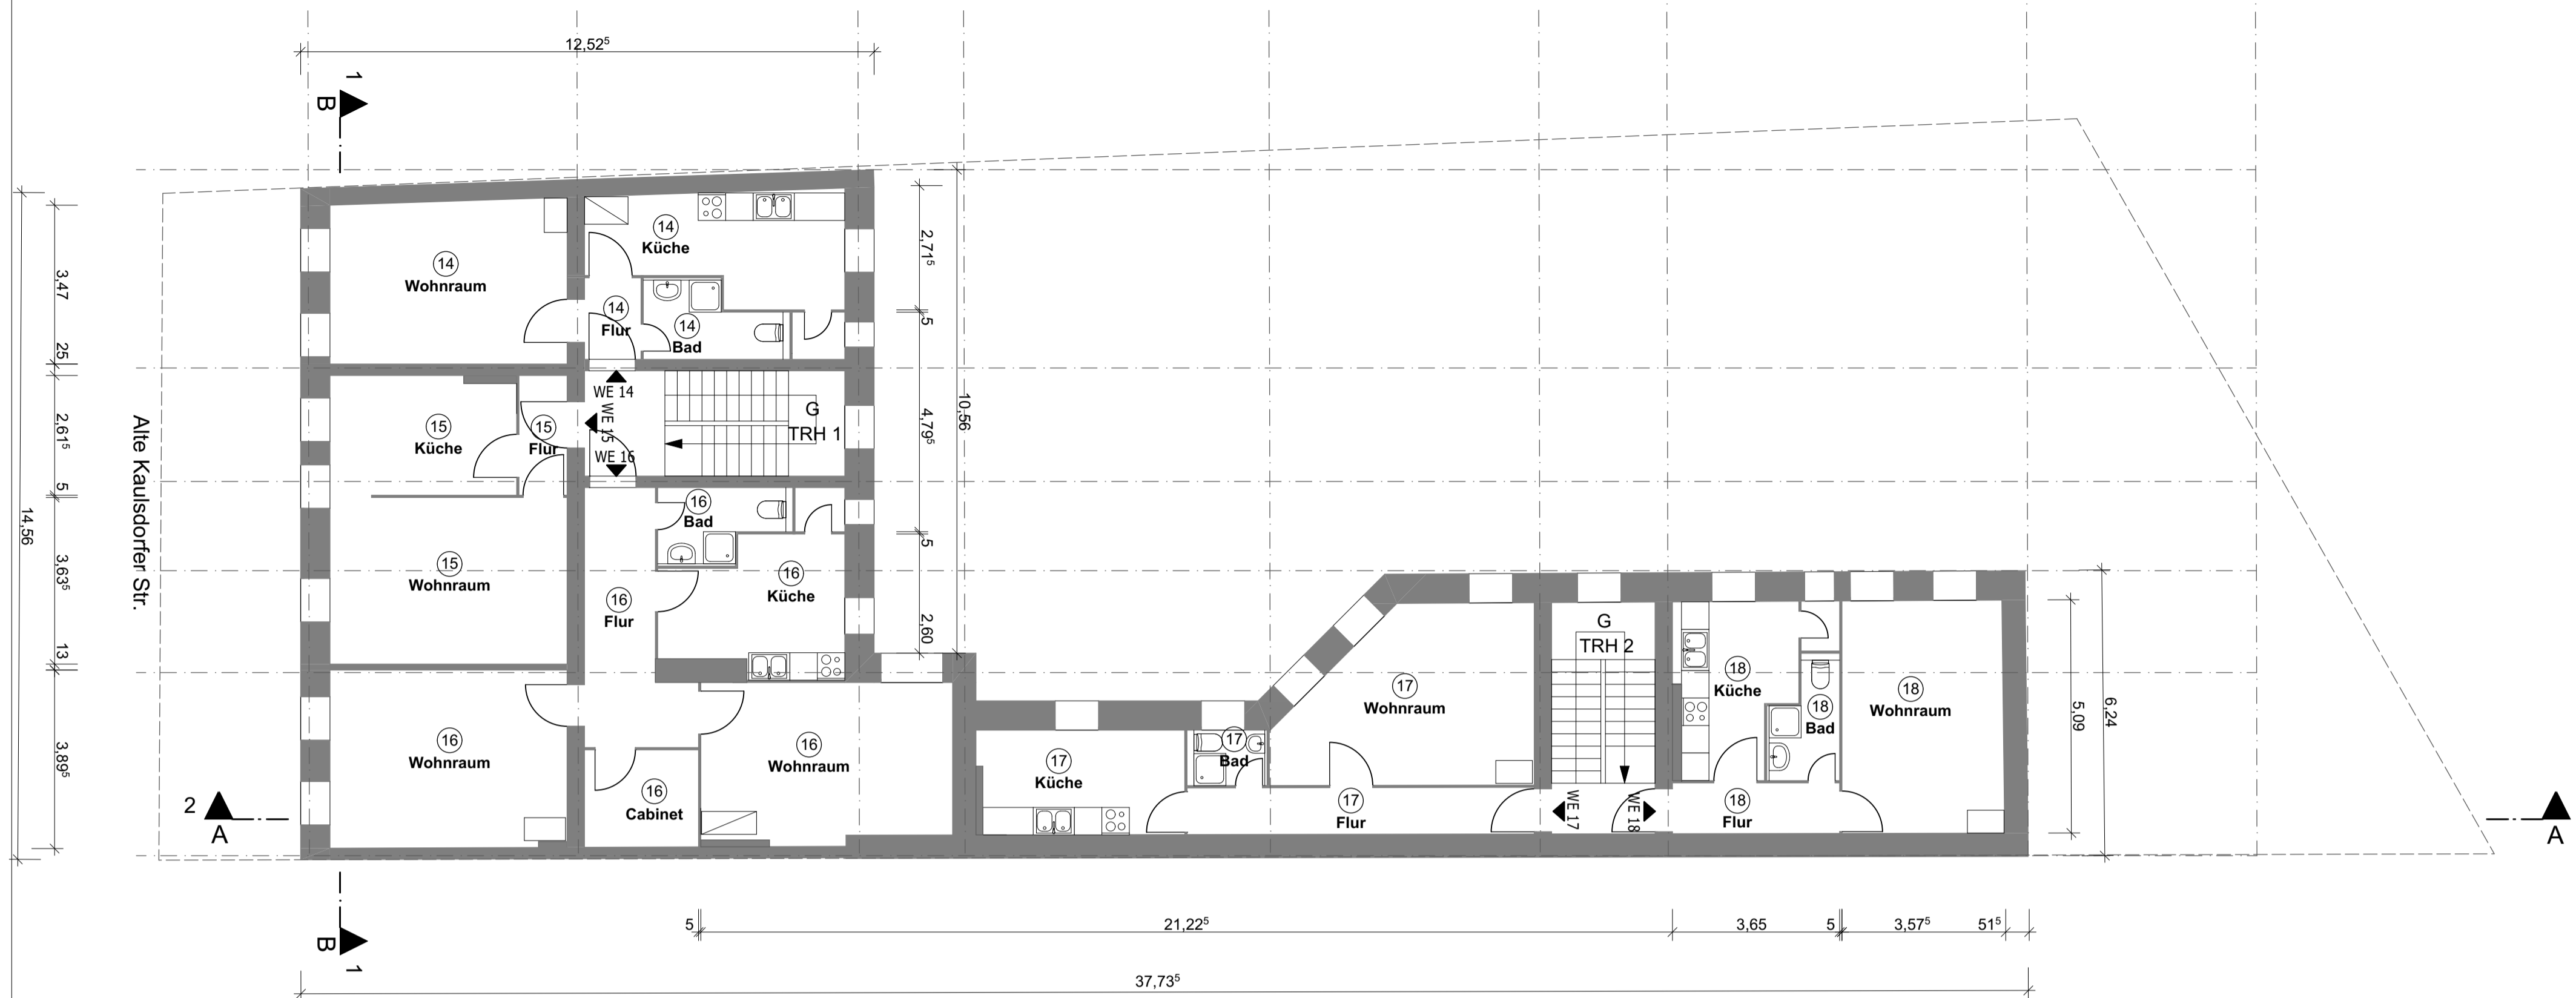 12,52⁵
1
B
14
Wohnraum
14
Küche
14
Flur
14
Bad
2,71⁵
5
4,79⁵
5
2,60
10,56
3,47
25
2,61⁵
5
3,63⁵
13
3,89⁵
14,56
Alte Kaulsdorfer Str.
WE 14
WE 15
WE 16
G
TRH 1
15
Küche
15
Flur
15
Wohnraum
16
Bad
16
Küche
16
Flur
16
Wohnraum
16
Wohnraum
16
Cabinet
17
Küche
17
Bad
17
Wohnraum
17
Flur
G
TRH 2
WE 17
WE 18
18
Küche
18
Bad
18
Wohnraum
18
Flur
5,09
6,24
2
A
A
B
1
5
21,22⁵
3,65
5
3,57⁵
51⁵
37,73⁵